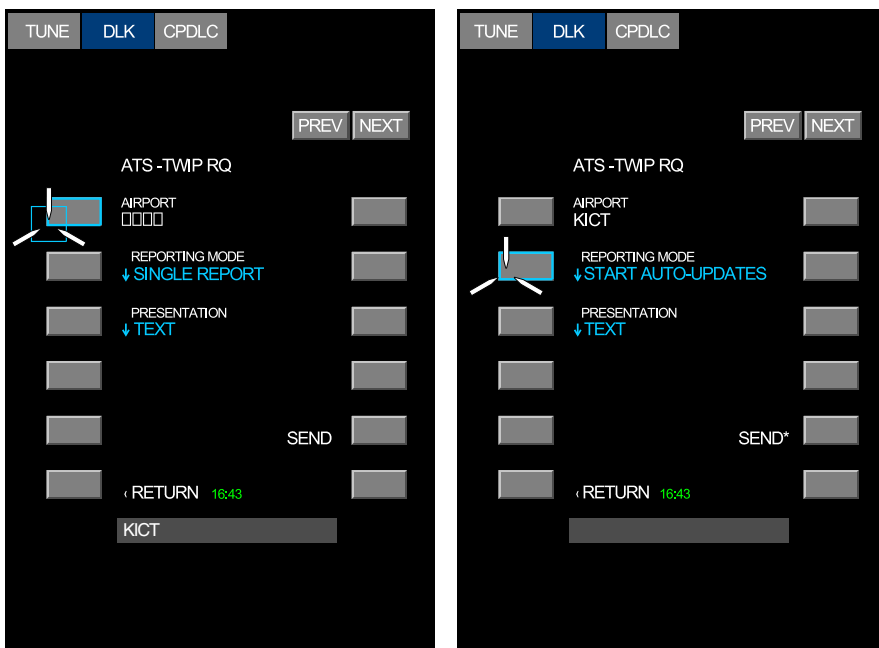 TUNE DLK CPDLC
PREV NEXT
ATS -TWIP RQ
AIRPORT
▯▯▯▯
REPORTING MODE
↓SINGLE REPORT
PRESENTATION
↓TEXT
SEND
‹RETURN 16:43
KICT
TUNE DLK CPDLC
PREV NEXT
ATS -TWIP RQ
AIRPORT
KICT
REPORTING MODE
↓START AUTO-UPDATES
PRESENTATION
↓TEXT
SEND*
‹RETURN 16:43